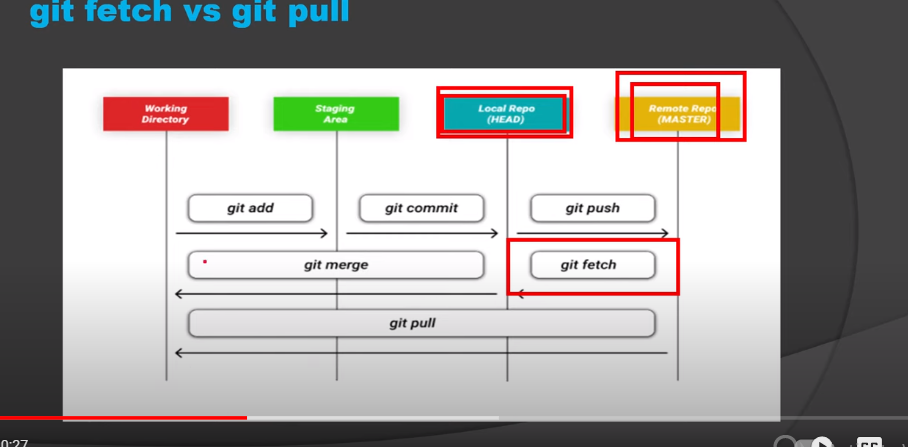 git fetch vs git pull
Working
Directory
Staging
Area
Local Repo
(HEAD)
Remote Repo
(MASTER)
git add
git commit
git push
git merge
git fetch
git pull
0:27
CC